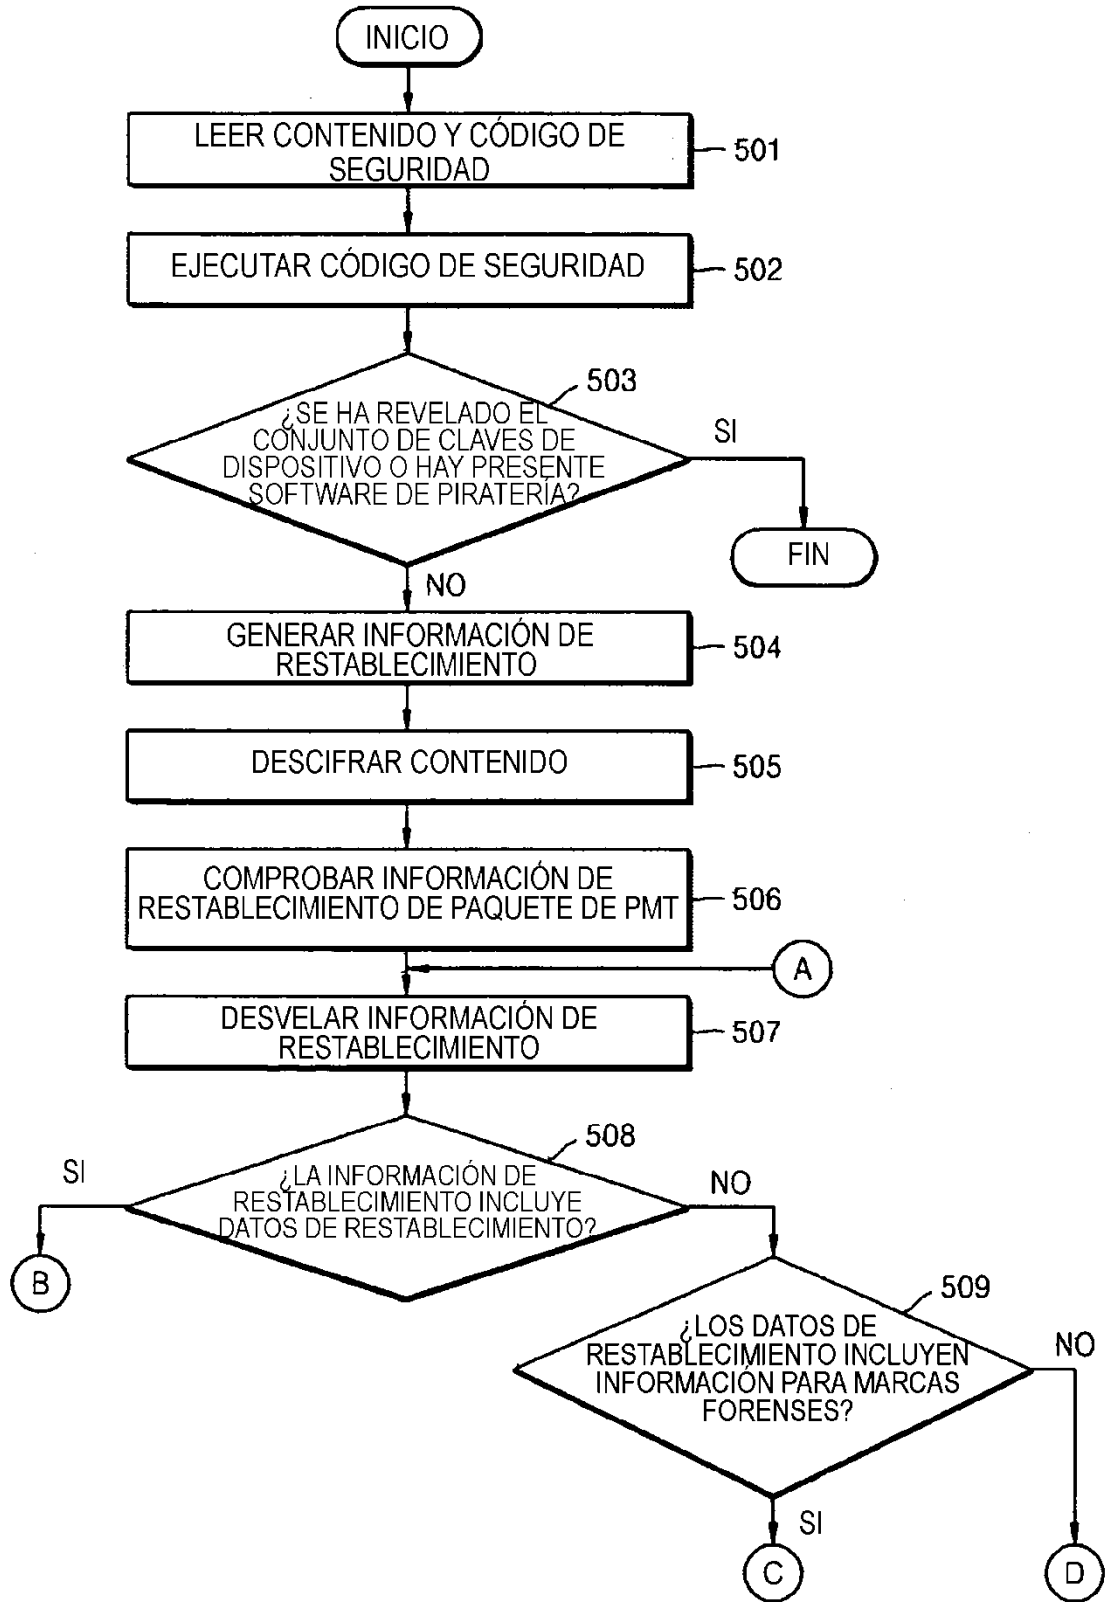 INICIO
LEER CONTENIDO Y CÓDIGO DE
SEGURIDAD
501
EJECUTAR CÓDIGO DE SEGURIDAD
502
503
¿SE HA REVELADO EL
CONJUNTO DE CLAVES DE
DISPOSITIVO O HAY PRESENTE
SOFTWARE DE PIRATERÍA?
SI
FIN
NO
GENERAR INFORMACIÓN DE
RESTABLECIMIENTO
504
DESCIFRAR CONTENIDO
505
COMPROBAR INFORMACIÓN DE
RESTABLECIMIENTO DE PAQUETE DE PMT
506
A
DESVELAR INFORMACIÓN DE
RESTABLECIMIENTO
507
508
SI
¿LA INFORMACIÓN DE
RESTABLECIMIENTO INCLUYE
DATOS DE RESTABLECIMIENTO?
NO
B
509
¿LOS DATOS DE
RESTABLECIMIENTO INCLUYEN
INFORMACIÓN PARA MARCAS
FORENSES?
NO
SI
C
D